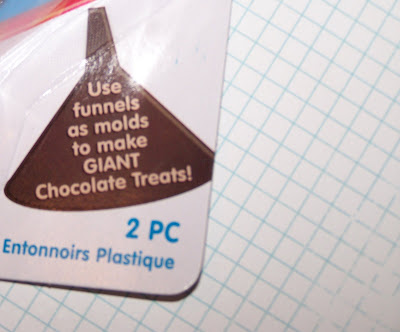 Use
funnels
as molds
to make
GIANT
Chocolate Treats!
2 PC
Entonnoirs Plastique